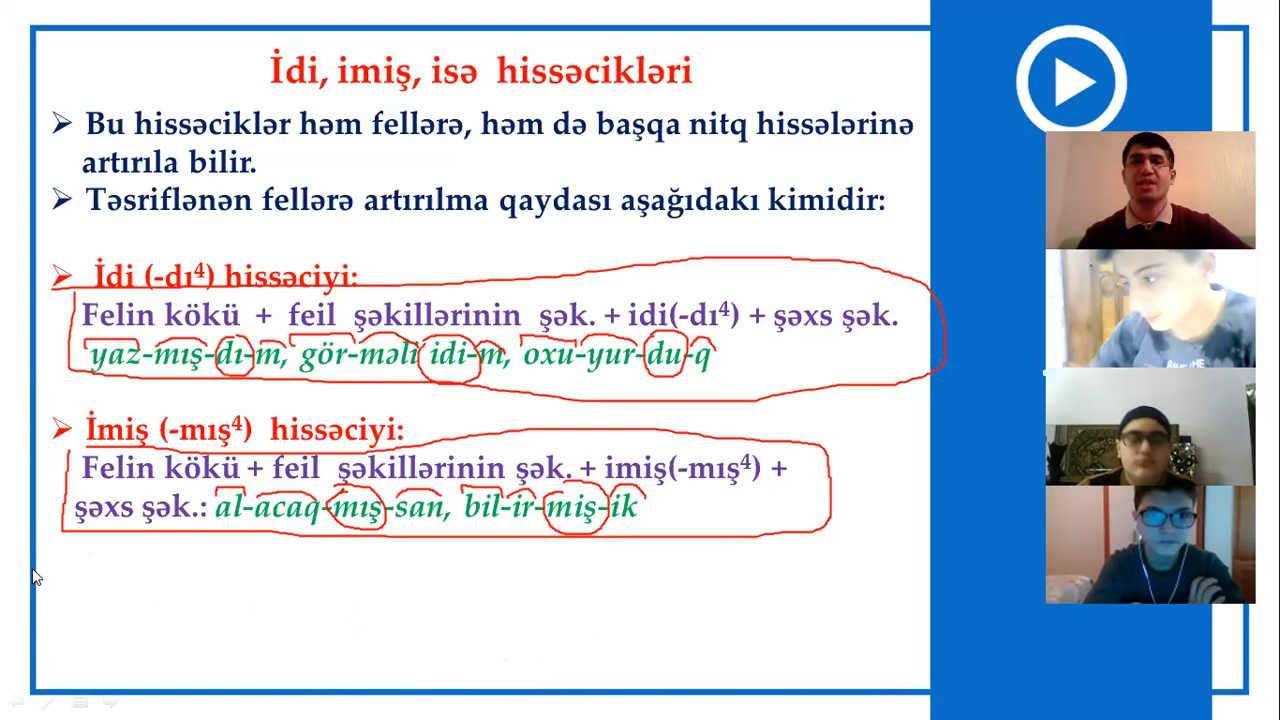 İdi, imiş, isə hissəcikləri
Bu hissəciklər həm fellərə, həm də başqa nitq hissələrinə
artırıla bilir.
Təsriflənən fellərə artırılma qaydası aşağıdakı kimidir:
İdi (-dı⁴) hissəciyi:
Felin kökü + feil şəkillərinin şək. + idi(-dı⁴) + şəxs şək.
yaz-mış-dı-m, gör-məli idi-m, oxu-yur-du-q
İmiş (-mış⁴) hissəciyi:
Felin kökü + feil şəkillərinin şək. + imiş(-mış⁴) +
şəxs şək.: al-acaq-mış-san, bil-ir-miş-ik